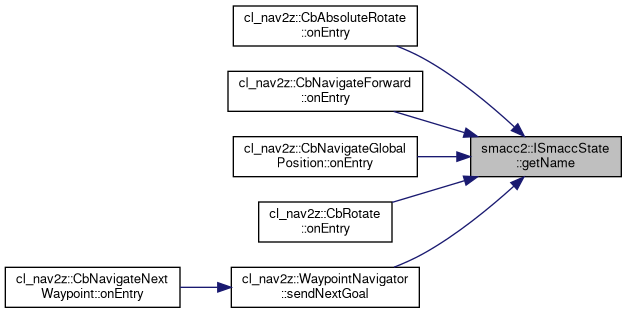 cl_nav2z::CbAbsoluteRotate
::onEntry
cl_nav2z::CbNavigateForward
::onEntry
cl_nav2z::CbNavigateGlobal
Position::onEntry
smacc2::ISmaccState
::getName
cl_nav2z::CbRotate
::onEntry
cl_nav2z::CbNavigateNext
Waypoint::onEntry
cl_nav2z::WaypointNavigator
::sendNextGoal